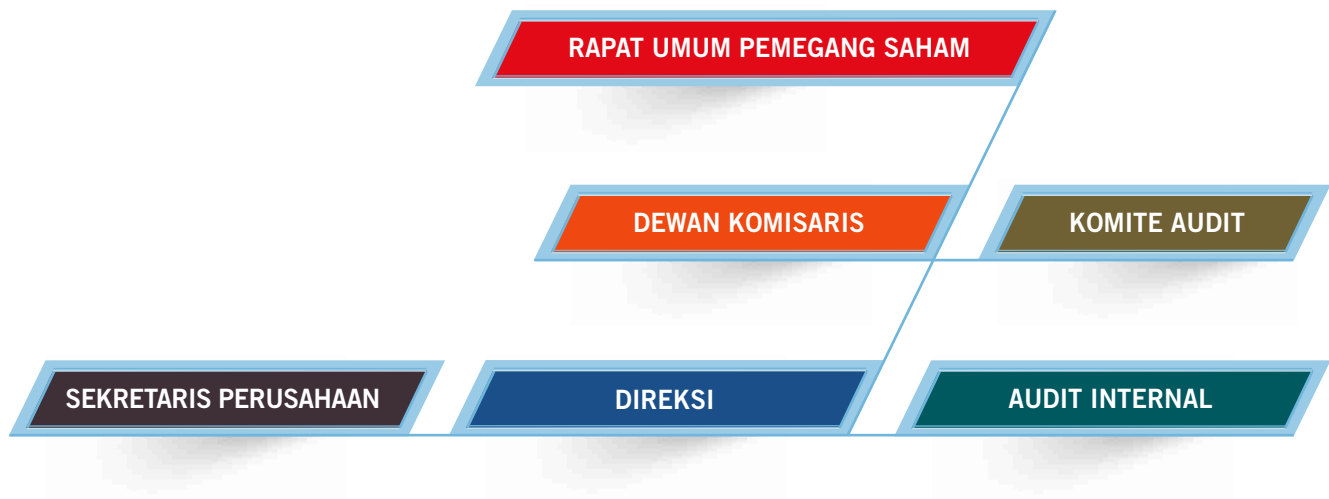 RAPAT UMUM PEMEGANG SAHAM
DEWAN KOMISARIS
KOMITE AUDIT
SEKRETARIS PERUSAHAAN
DIREKSI
AUDIT INTERNAL